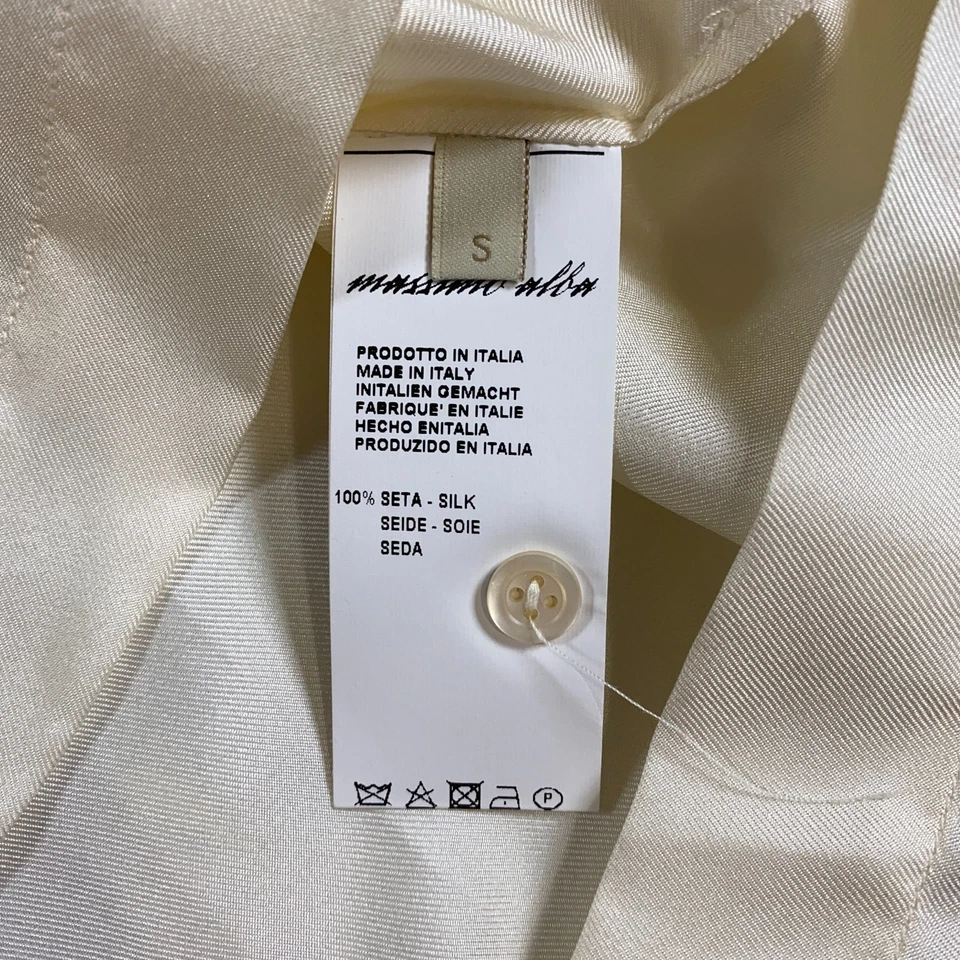 S
massimo alba
PRODOTTO IN ITALIA
MADE IN ITALY
INITALIEN GEMACHT
FABRIQUE' EN ITALIE
HECHO ENITALIA
PRODUZIDO EN ITALIA
100% SETA - SILK
SEIDE - SOIE
SEDA
P